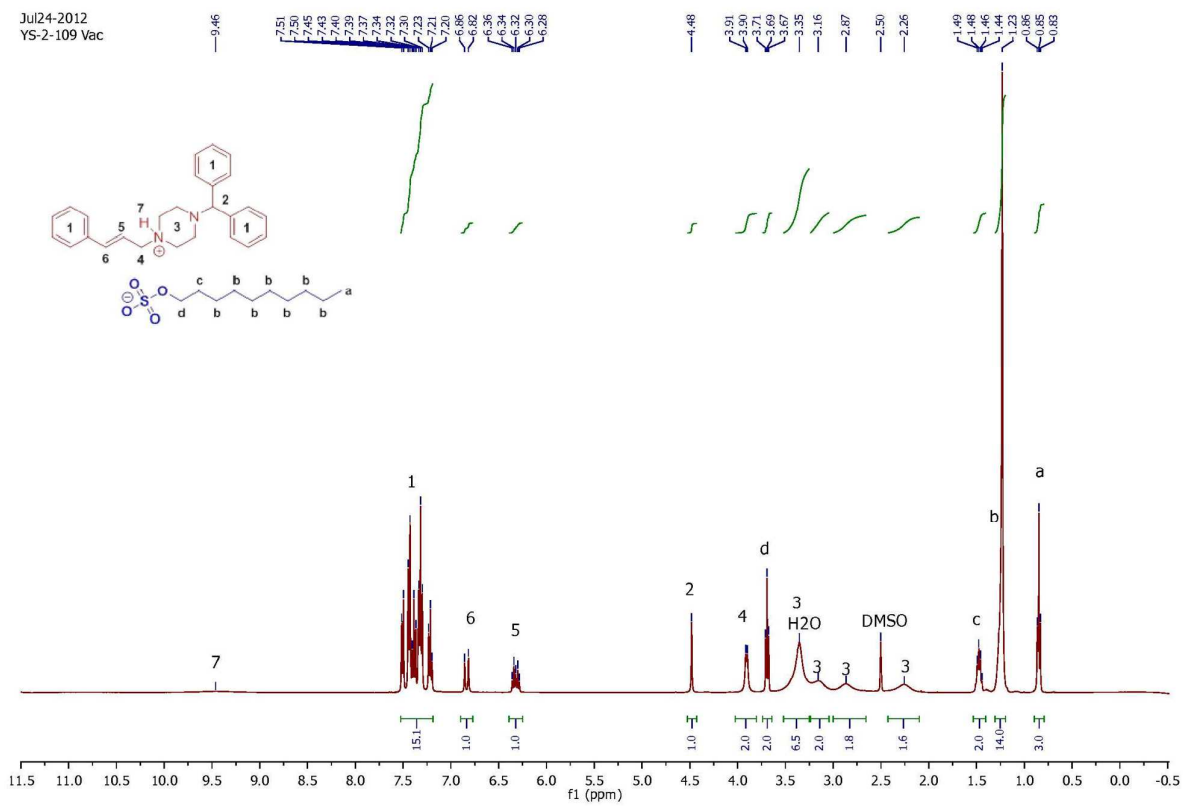 Jul24-2012
YS-2-109 Vac
9.46 7.51 7.50 7.45 7.43 7.40 7.39 7.37 7.34 7.32 7.30 7.23 7.21 7.20 6.86 6.82 6.36 6.34 6.32 6.30 6.28 4.48 3.91 3.90 3.71 3.69 3.67 3.35 3.16 2.87 2.50 2.26 1.49 1.48 1.46 1.44 1.23 0.86 0.85 0.83
1
7 N 2
H 3
1 5 N 1
6 4 ⊕
O c b b b b a
⊖ O S O
O d b b b b
1 a
b
d
2 3
4 H2O DMSO c
6 5
7 3 3 3
15.1 1.0 1.0 1.0 2.0 2.0 6.5 2.0 1.8 1.6 2.0 14.0 3.0
11.5 11.0 10.5 10.0 9.5 9.0 8.5 8.0 7.5 7.0 6.5 6.0 5.5 5.0 4.5 4.0 3.5 3.0 2.5 2.0 1.5 1.0 0.5 0.0 -0.5
f1 (ppm)